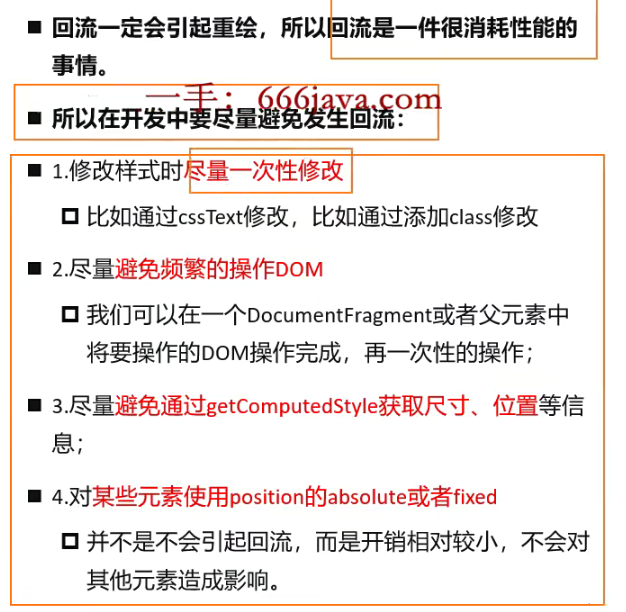 ■ 回流一定会引起重绘，所以回流是一件很消耗性能的
事情。
一手：666java.com
■ 所以在开发中要尽量避免发生回流：
■ 1.修改样式时尽量一次性修改
比如通过cssText修改，比如通过添加class修改
■ 2.尽量避免频繁的操作DOM
我们可以在一个DocumentFragment或者父元素中
将要操作的DOM操作完成，再一次性的操作；
■ 3.尽量避免通过getComputedStyle获取尺寸、位置等信
息；
■ 4.对某些元素使用position的absolute或者fixed
并不是不会引起回流，而是开销相对较小，不会对
其他元素造成影响。